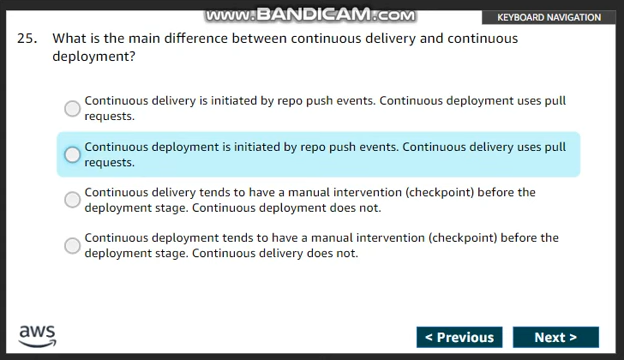 www.BANDICAM.com
KEYBOARD NAVIGATION
25. What is the main difference between continuous delivery and continuous
deployment?
Continuous delivery is initiated by repo push events. Continuous deployment uses pull
requests.
Continuous deployment is initiated by repo push events. Continuous delivery uses pull
requests.
Continuous delivery tends to have a manual intervention (checkpoint) before the
deployment stage. Continuous deployment does not.
Continuous deployment tends to have a manual intervention (checkpoint) before the
deployment stage. Continuous delivery does not.
aws
< Previous
Next >